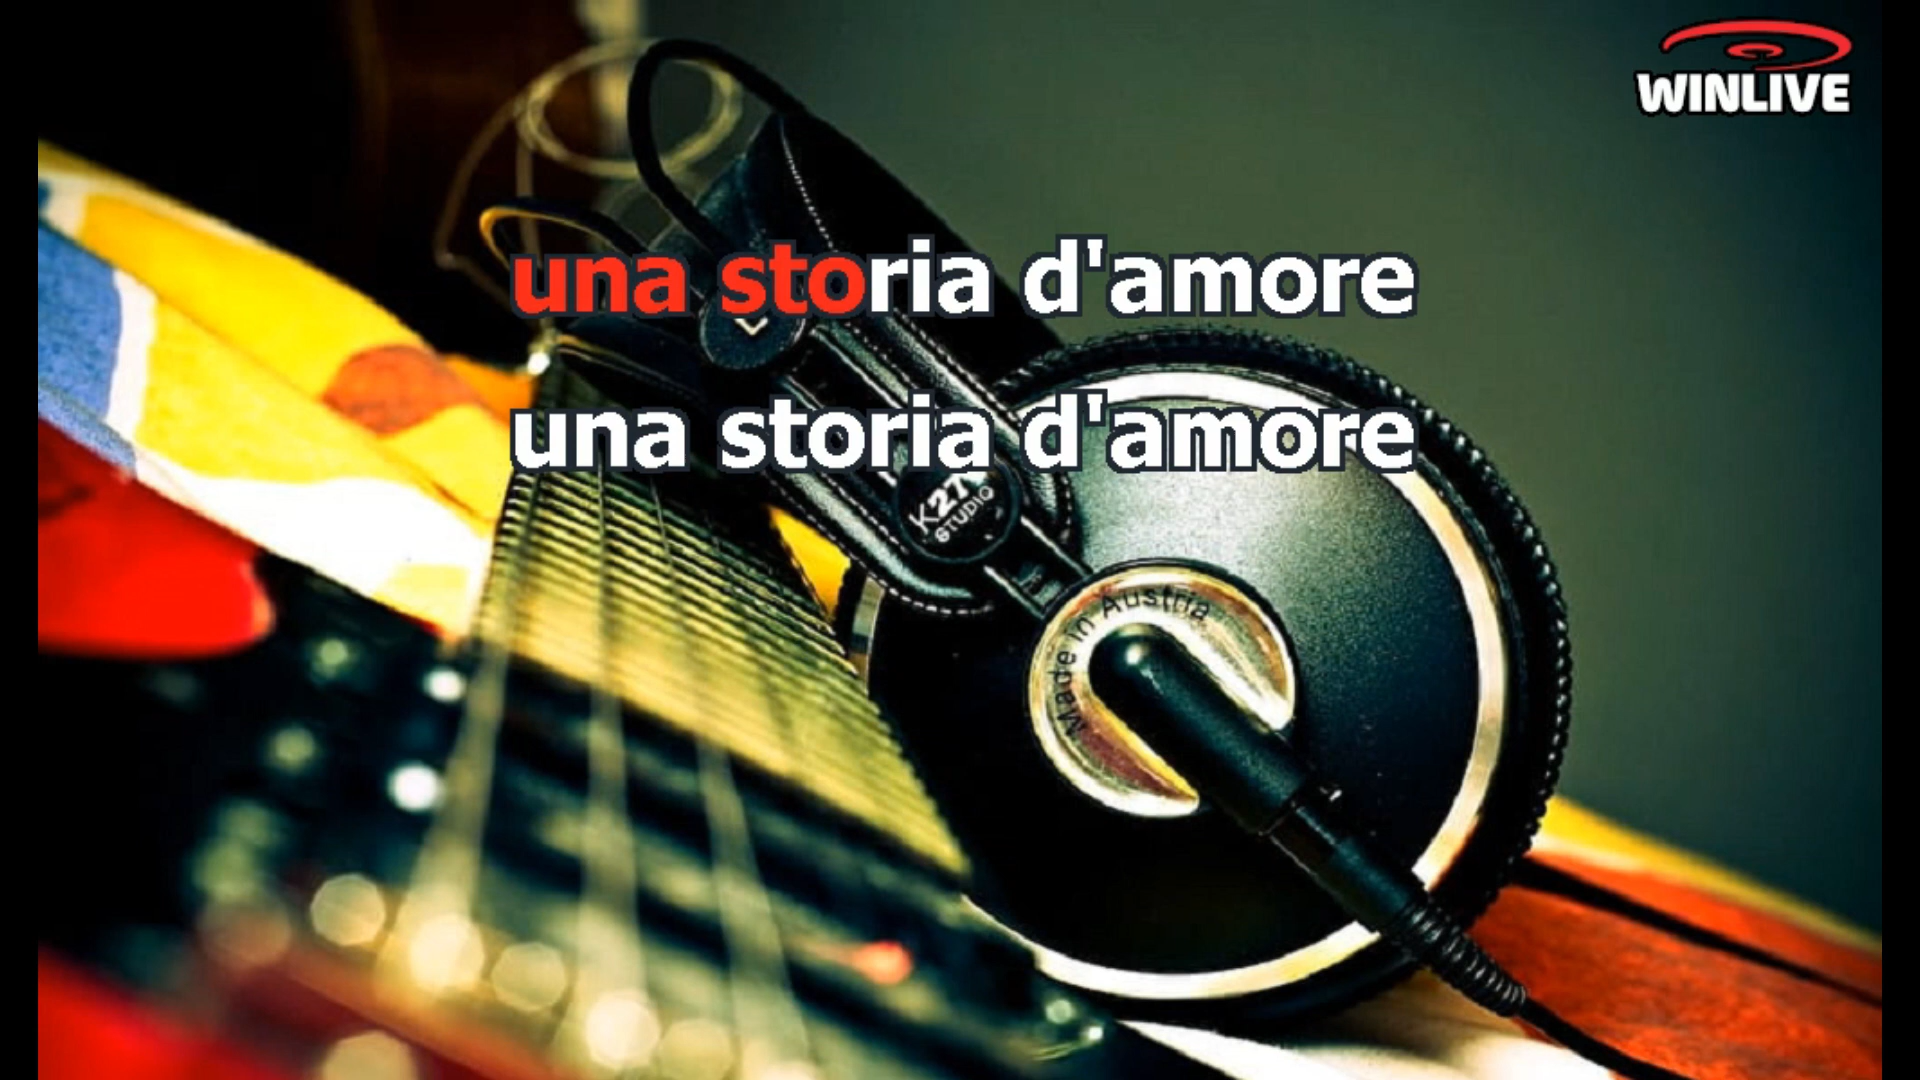 WINLIVE
una storia d'amore
una storia d'amore
K27
STUDIO
Made in Austria